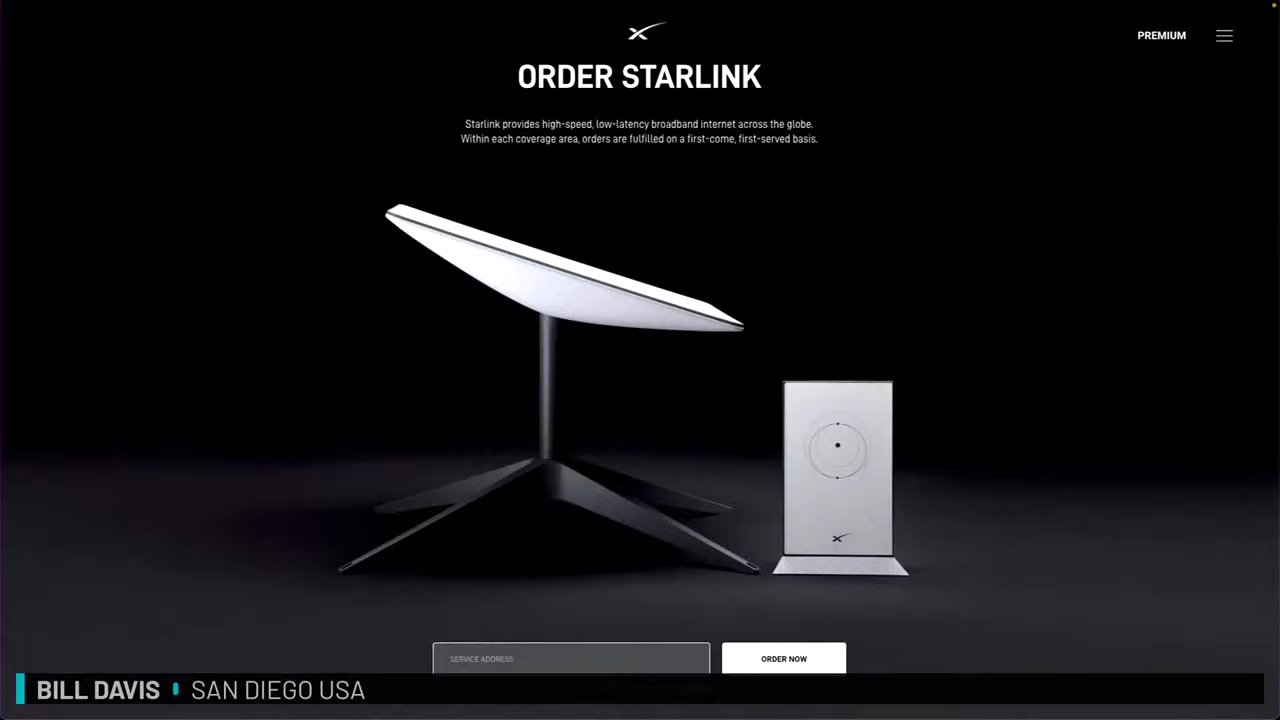 PREMIUM
ORDER STARLINK
Starlink provides high-speed, low-latency broadband internet across the globe.
Within each coverage area, orders are fulfilled on a first-come, first-served basis.
SERVICE ADDRESS
ORDER NOW
BILL DAVIS SAN DIEGO USA